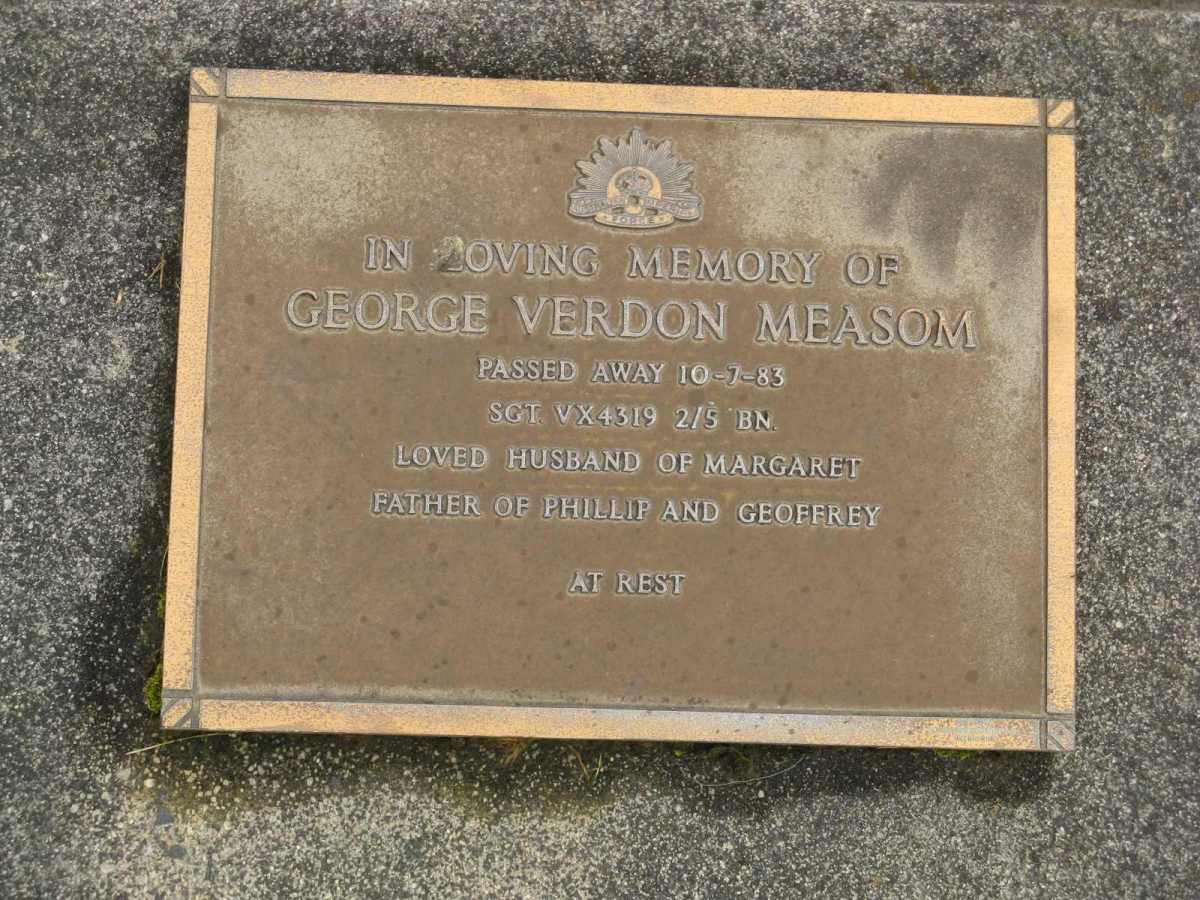 FORCES
IN LOVING MEMORY OF
GEORGE VERDON MEASOM
PASSED AWAY 10-7-83
SGT. VX4319 2/5 BN.
LOVED HUSBAND OF MARGARET
FATHER OF PHILLIP AND GEOFFREY
AT REST